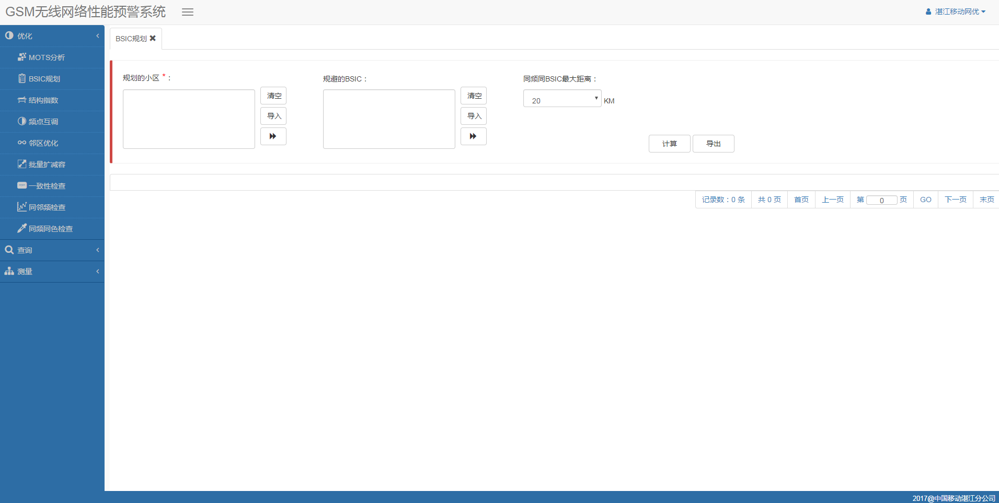 GSM无线网络性能预警系统
湛江移动网优
优化
MOTS分析
BSIC规划
结构指数
频点互调
邻区优化
批量扩减容
一致性检查
同邻频检查
同频同色检查
查询
测量
BSIC规划
规划的小区 * :
清空
导入
规避的BSIC :
清空
导入
同频同BSIC最大距离 :
20 KM
计算 导出
记录数 : 0 条 共 0 页 首页 上一页 第 0 页 GO 下一页 末页
2017@中国移动湛江分公司